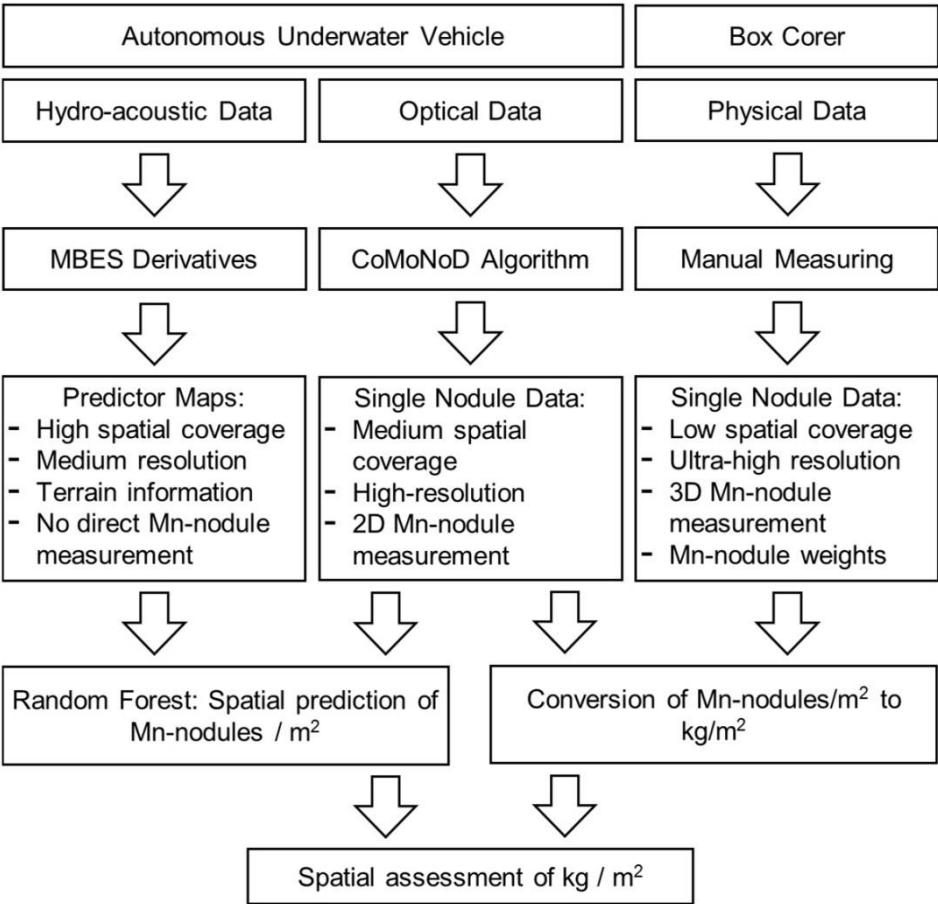 Autonomous Underwater Vehicle
Box Corer
Hydro-acoustic Data
Optical Data
Physical Data
MBES Derivatives
CoMoNoD Algorithm
Manual Measuring
Predictor Maps:
- High spatial coverage
- Medium resolution
- Terrain information
- No direct Mn-nodule
measurement
Single Nodule Data:
- Medium spatial
coverage
- High-resolution
- 2D Mn-nodule
measurement
Single Nodule Data:
- Low spatial coverage
- Ultra-high resolution
- 3D Mn-nodule
measurement
- Mn-nodule weights
Random Forest: Spatial prediction of
Mn-nodules / m²
Conversion of Mn-nodules/m² to
kg/m²
Spatial assessment of kg / m²